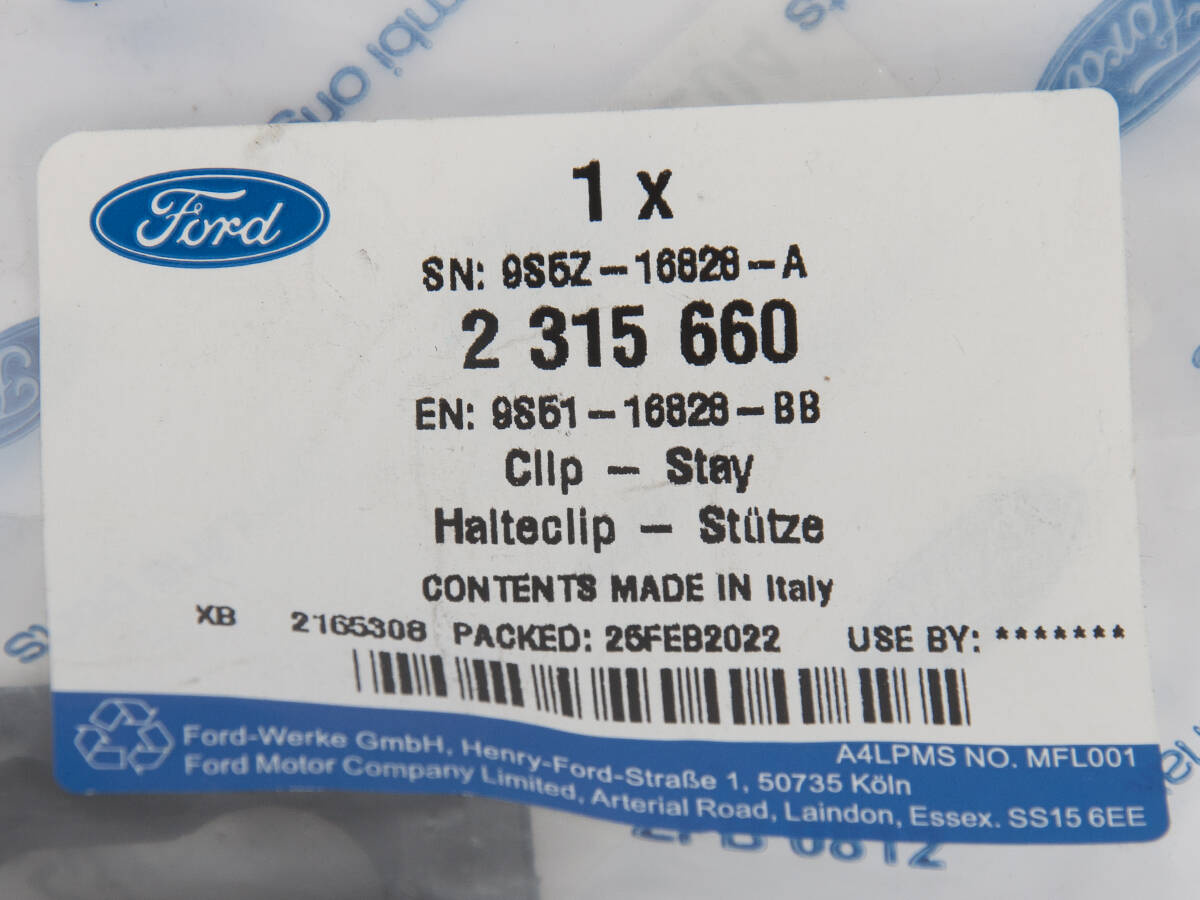 Ford
1 x
SN: 9S5Z-16828-A
2 315 660
EN: 9S51-16828-BB
Clip - Stay
Halteclip - Stütze
CONTENTS MADE IN Italy
XB 2165308 PACKED: 25FEB2022 USE BY: *******
A4LPMS NO. MFL001
Ford-Werke GmbH, Henry-Ford-Straße 1, 50735 Köln
Ford Motor Company Limited, Arterial Road, Laindon, Essex. SS15 6EE
Ford